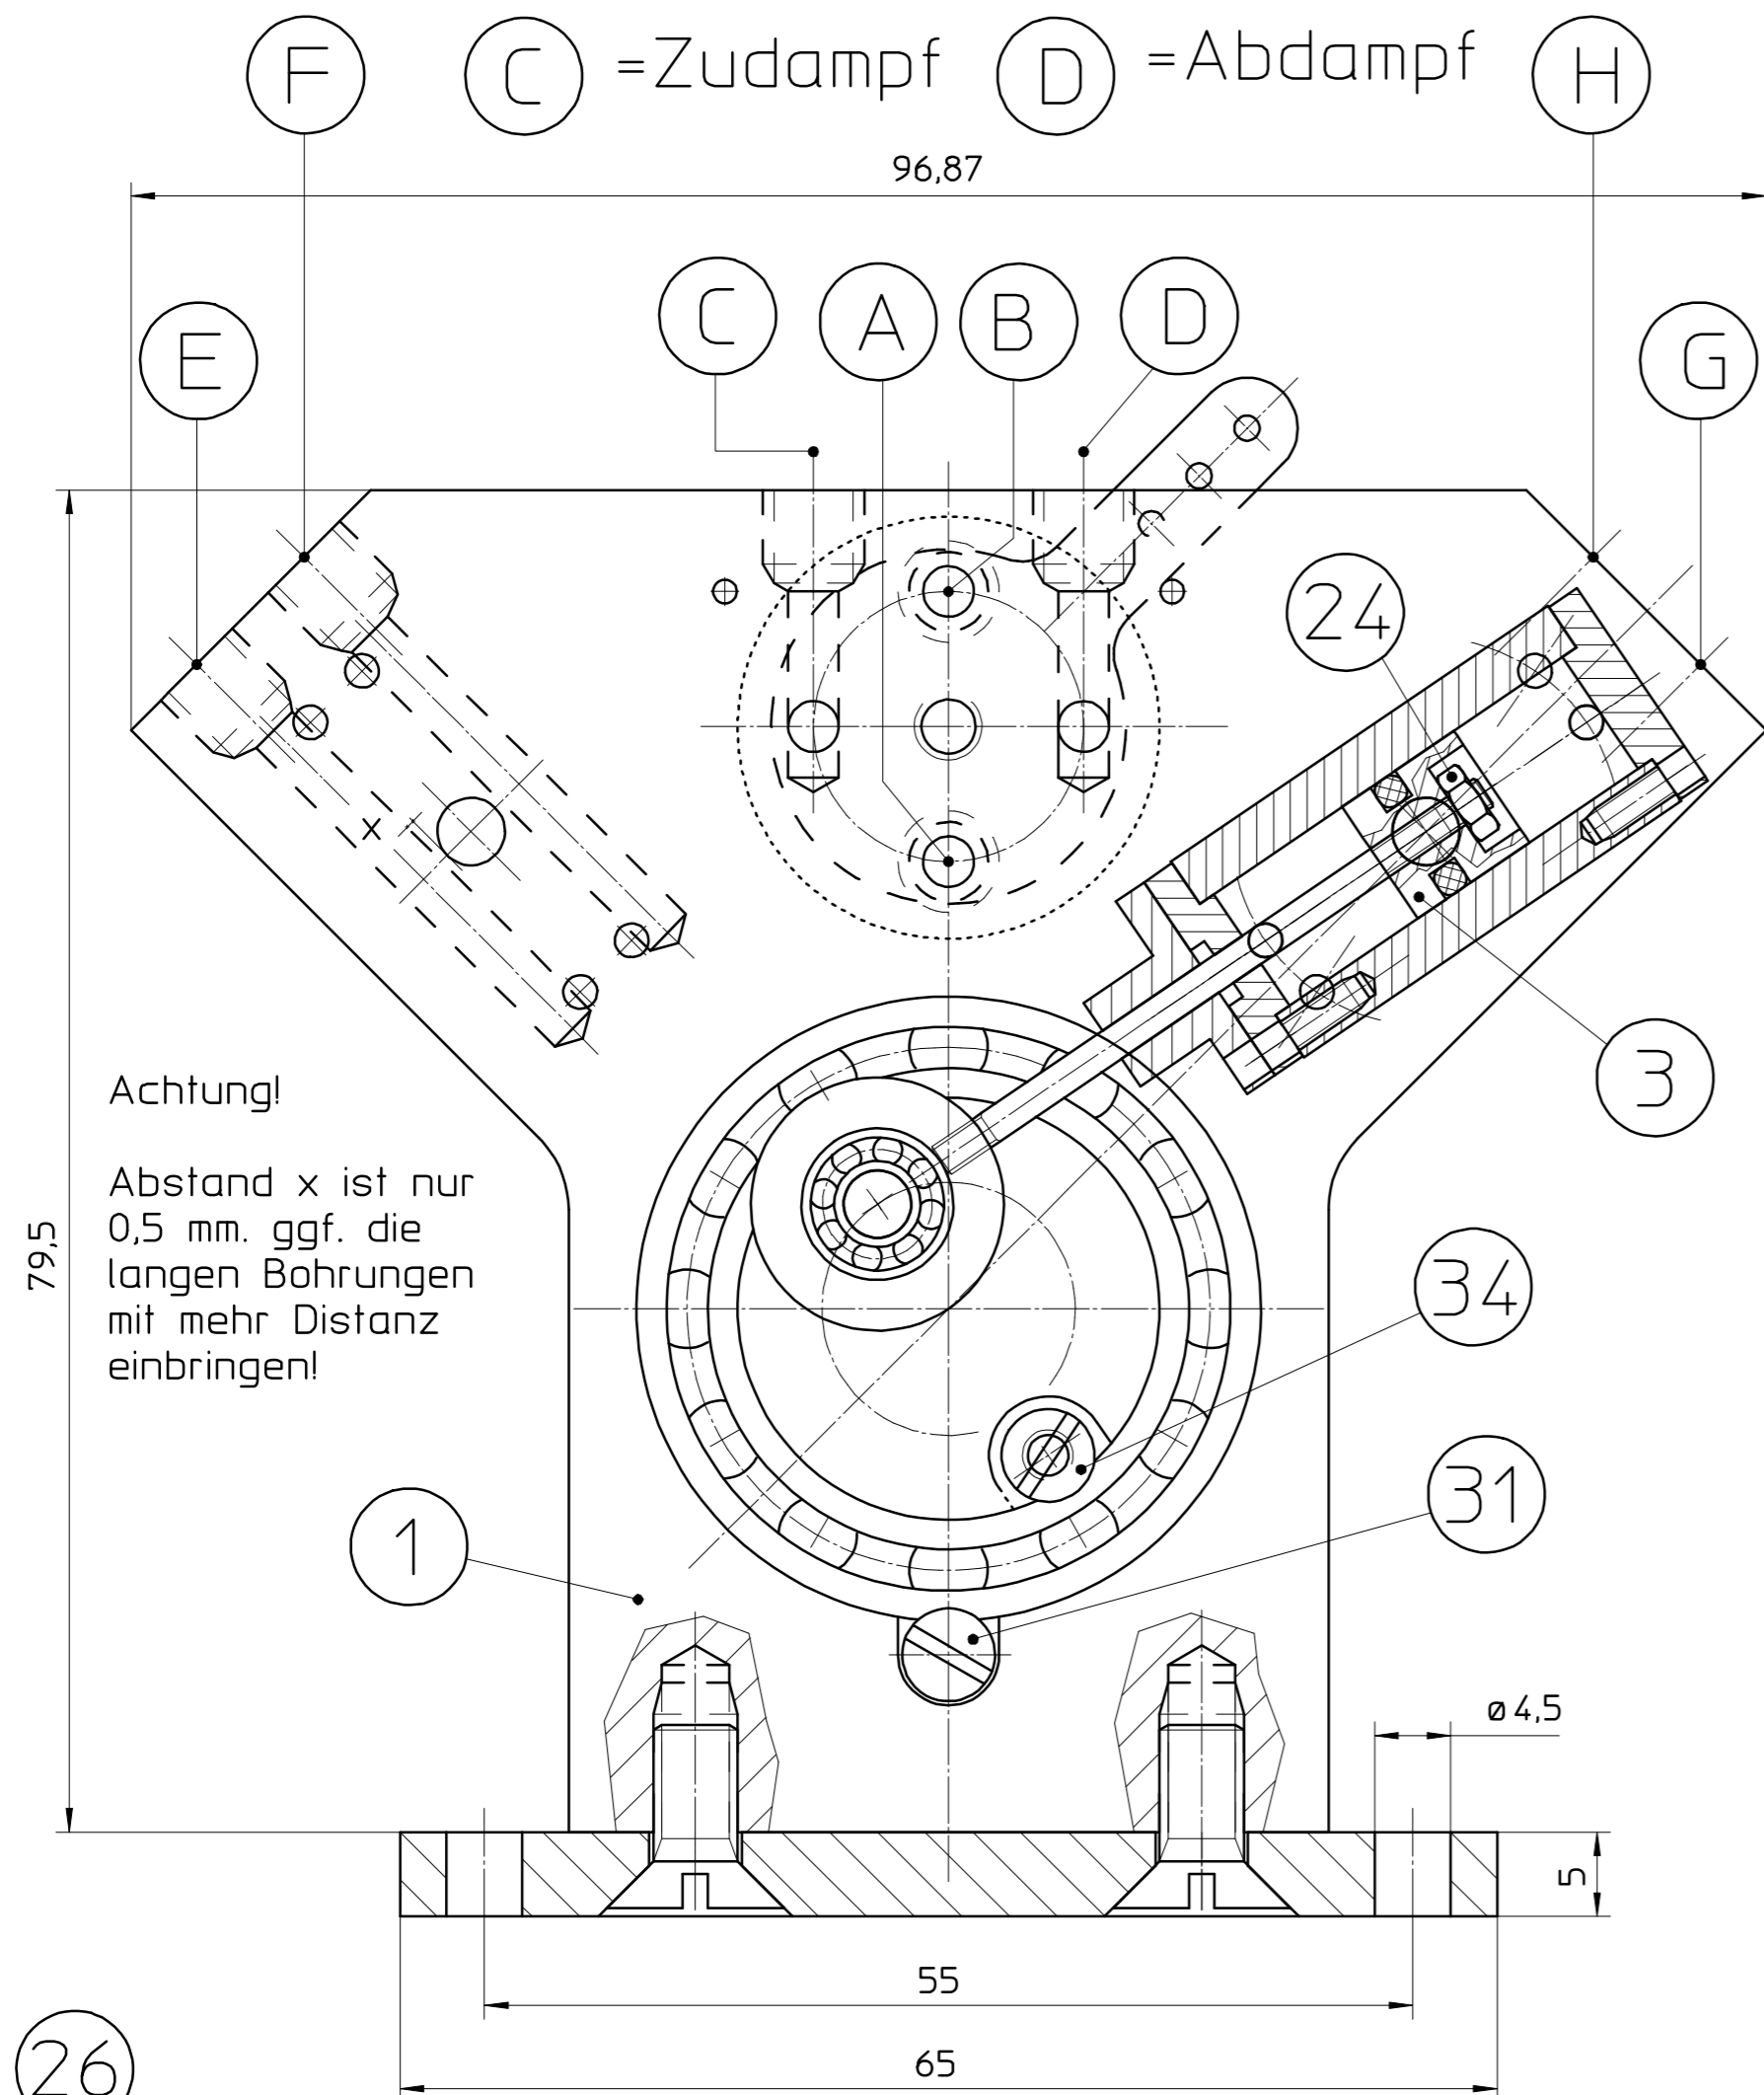 F C =Zudampf D =Abdampf H
96,87
C A B D
E G
24
3
Achtung!
Abstand x ist nur
0,5 mm. ggf. die
langen Bohrungen
mit mehr Distanz
einbringen!
x
79,5
34
31
1
ø4,5
5
55
65
26